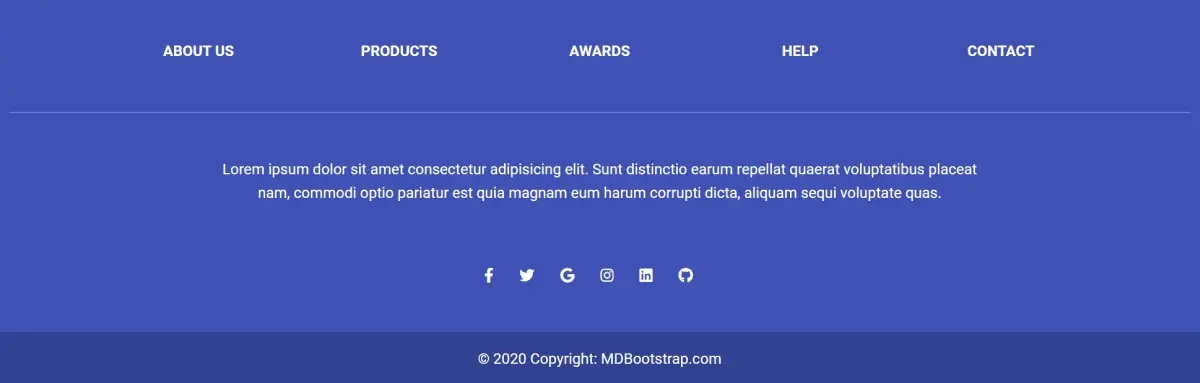 ABOUT US PRODUCTS AWARDS HELP CONTACT
Lorem ipsum dolor sit amet consectetur adipisicing elit. Sunt distinctio earum repellat quaerat voluptatibus placeat
nam, commodi optio pariatur est quia magnam eum harum corrupti dicta, aliquam sequi voluptate quas.
© 2020 Copyright: MDBootstrap.com